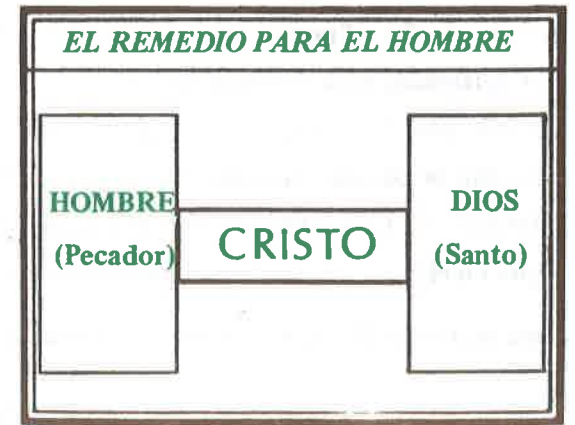 EL REMEDIO PARA EL HOMBRE
HOMBRE
(Pecador)
CRISTO
DIOS
(Santo)